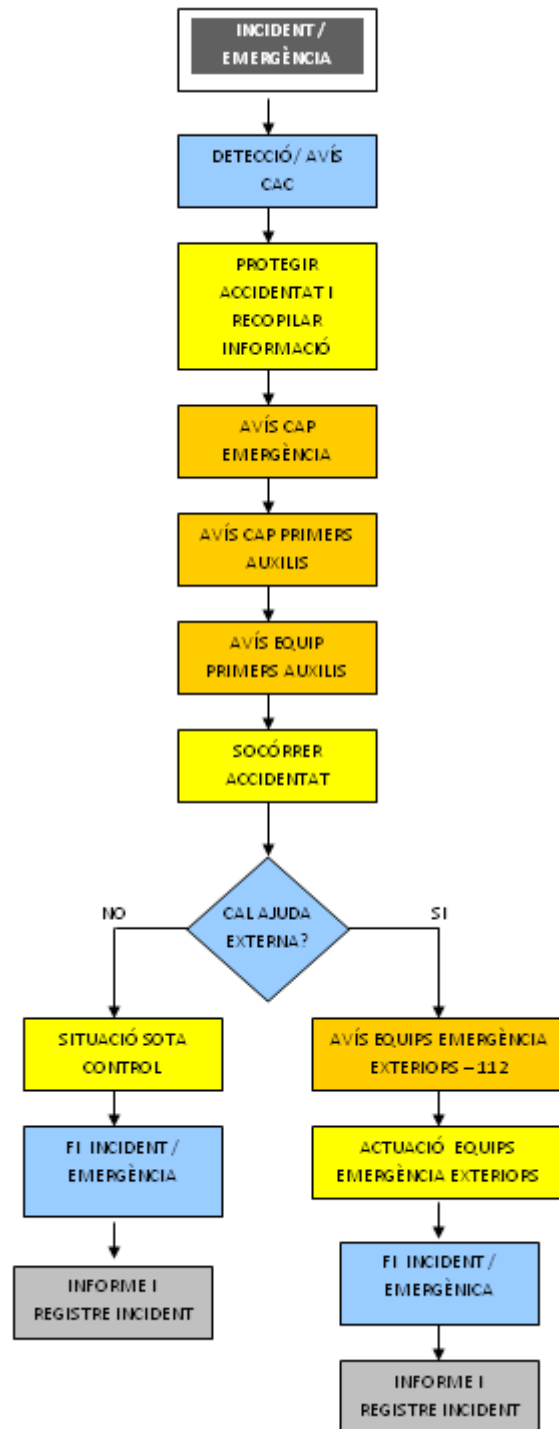 INCIDENT /
EMERGÈNCIA
DETECCIÓ / AVÍS
CAC
PROTEGIR
ACCIDENTAT I
RECOPILAR
INFORMACIÓ
AVÍS CAP
EMERGÈNCIA
AVÍS CAP PRIMERS
AUXILIS
AVÍS EQUIP
PRIMERS AUXILIS
SOCÓRRER
ACCIDENTAT
CAL AJUDA
EXTERNA?
NO
SI
SITUACIÓ SOTA
CONTROL
FI INCIDENT /
EMERGÈNCIA
INFORME I
REGISTRE INCIDENT
AVÍS EQUIPS EMERGÈNCIA
EXTERIORS – 112
ACTUACIÓ EQUIPS
EMERGÈNCIA EXTERIORS
FI INCIDENT /
EMERGÈNICA
INFORME I
REGISTRE INCIDENT